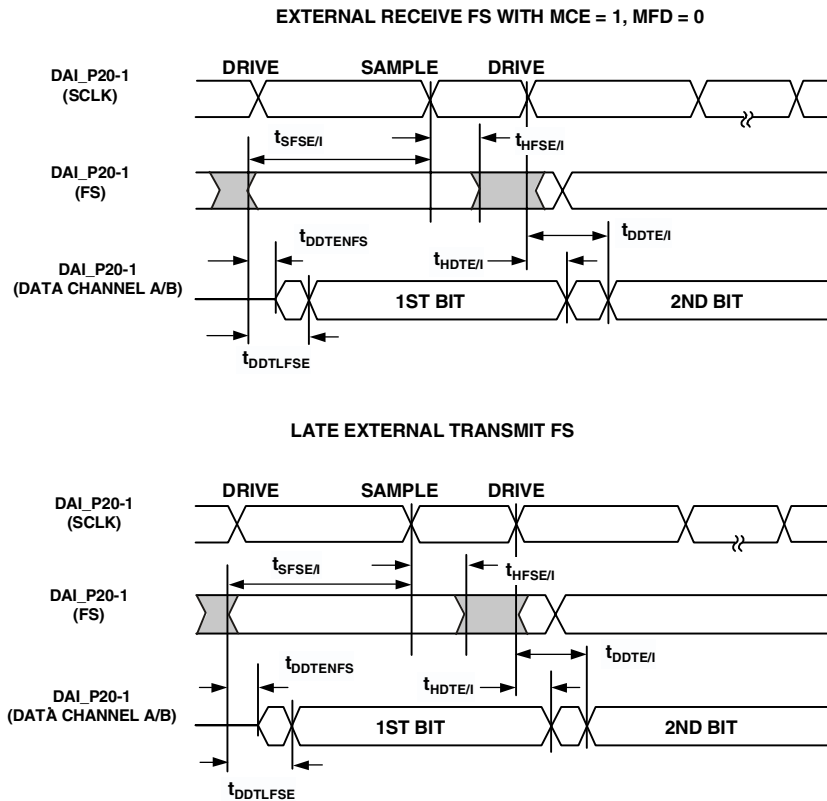 EXTERNAL RECEIVE FS WITH MCE = 1, MFD = 0
DAI_P20-1
(SCLK)
DRIVE SAMPLE DRIVE
tSFSE/I tHFSE/I
DAI_P20-1
(FS)
tDDTENFS tHDTE/I tDDTE/I
DAI_P20-1
(DATA CHANNEL A/B)
1ST BIT 2ND BIT
tDDTLFSE
LATE EXTERNAL TRANSMIT FS
DAI_P20-1
(SCLK)
DRIVE SAMPLE DRIVE
tSFSE/I tHFSE/I
DAI_P20-1
(FS)
tDDTENFS tHDTE/I tDDTE/I
DAI_P20-1
(DATA CHANNEL A/B)
1ST BIT 2ND BIT
tDDTLFSE